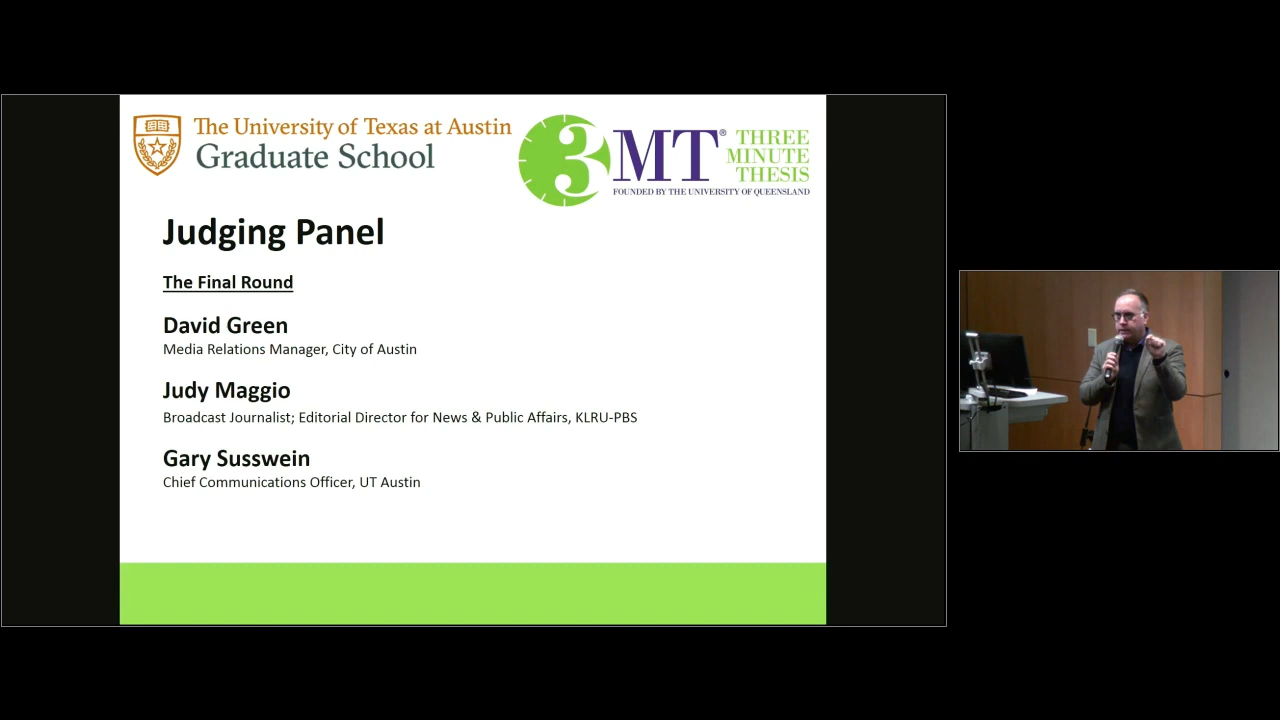 The University of Texas at Austin
Graduate School
3MT®
THREE
MINUTE
THESIS
FOUNDED BY THE UNIVERSITY OF QUEENSLAND
Judging Panel
The Final Round
David Green
Media Relations Manager, City of Austin
Judy Maggio
Broadcast Journalist; Editorial Director for News & Public Affairs, KLRU-PBS
Gary Susswein
Chief Communications Officer, UT Austin